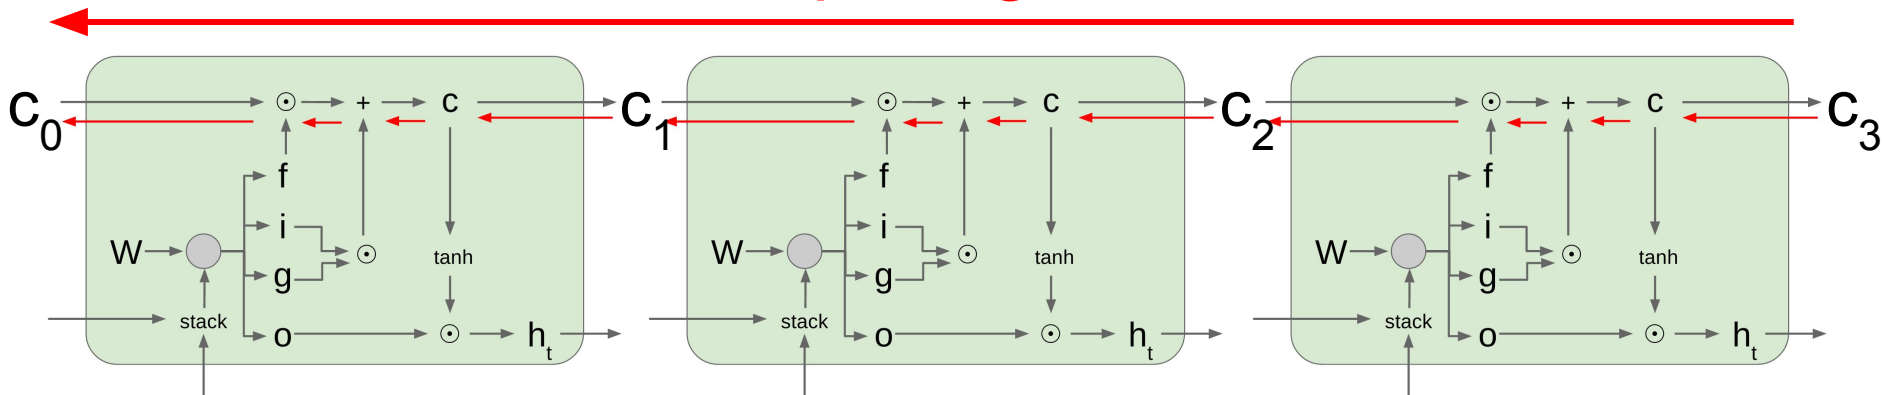 C0 C1 C2 C3
⊙ + c ⊙ + c ⊙ + c
f f f
i i i
W ⊙ tanh W ⊙ tanh W ⊙ tanh
g g g
stack stack stack
o ⊙ ht o ⊙ ht o ⊙ ht